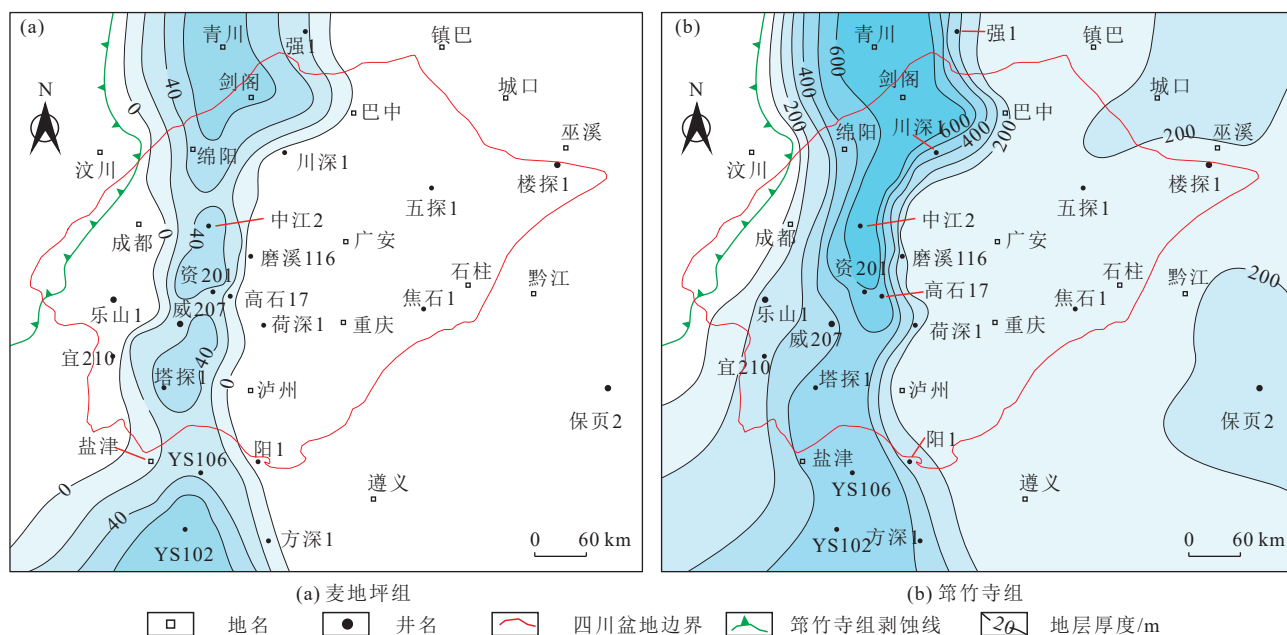 (a)
青川
强1
镇巴
40
剑阁
城口
N
0
巴中
巫溪
汶川
绵阳
川深1
楼探1
五探1
中江2
成都
0
40
广安
磨溪116
资201
石柱
黔江
乐山1
威207
高石17
焦石1
荷深1
重庆
宜210
40
塔探1
0
泸州
保页2
盐津
阳1
YS106
0
遵义
40
YS102
方深1
0 60 km
(b)
青川
强1
镇巴
600
400
剑阁
城口
N
200
川深1
巴中
600
400
200
200
巫溪
汶川
绵阳
楼探1
五探1
中江2
成都
广安
磨溪116
资201
石柱
黔江
200
乐山1
威207
高石17
焦石1
荷深1
重庆
宜210
塔探1
泸州
保页2
盐津
阳1
YS106
遵义
YS102
方深1
0 60 km
(a) 麦地坪组
(b) 筇竹寺组
地名
井名
四川盆地边界
筇竹寺组剥蚀线
20
地层厚度/m